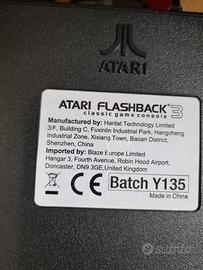 ATARI
ATARI FLASHBACK 3
classic game console
Manufactured by: Hantat Technology Limited
3/F, Building C, Fuxinlin Industrial Park, Hangcheng
Industrial Zone, Xixiang Town, Baoan District,
Shenzhen, China
Imported by: Blaze Europe Limited
Hangar 3, Fourth Avenue, Robin Hood Airport,
Doncaster, DN9 3GE,United Kingdom
CE
Batch Y135
Made in China
subito